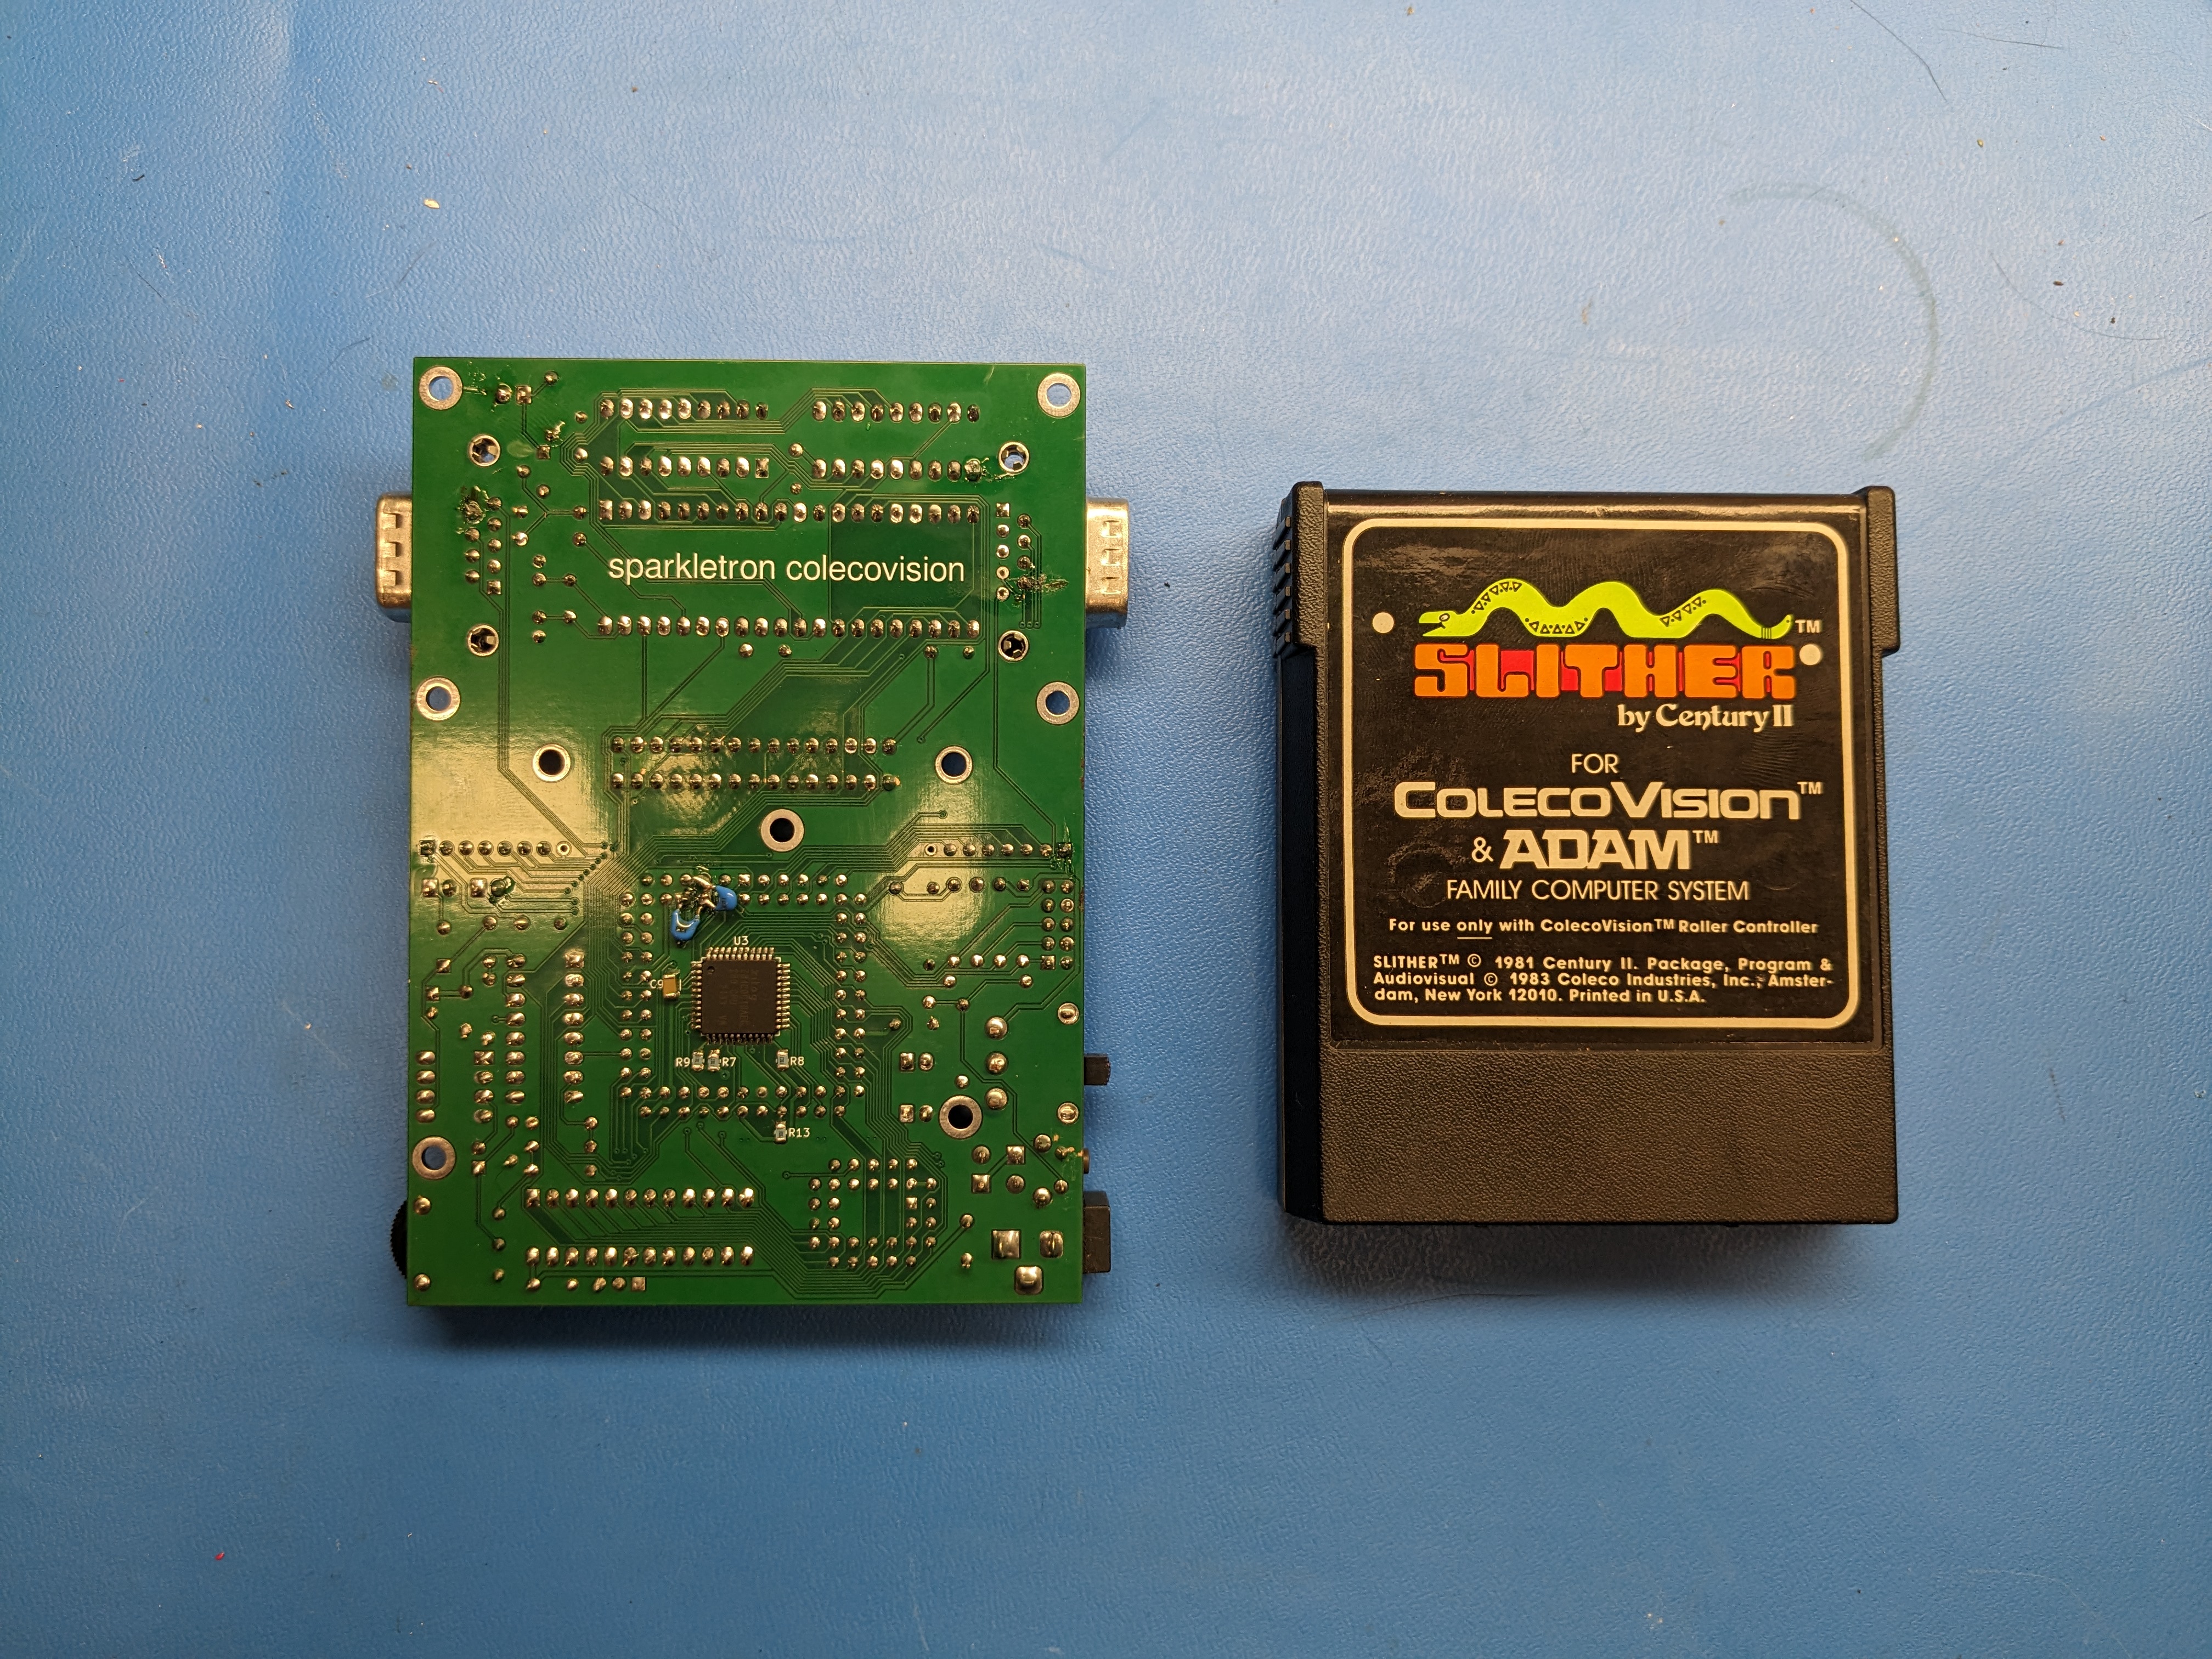 sparkletron colecovision
U3
C9
R9
R7
R8
R13
TM
SLITHER
by Century II
FOR
COLECOVISION™
& ADAM™
FAMILY COMPUTER SYSTEM
For use only with ColecoVision™ Roller Controller
SLITHER™ © 1981 Century II. Package, Program &
Audiovisual © 1983 Coleco Industries, Inc., Amster-
dam, New York 12010. Printed in U.S.A.